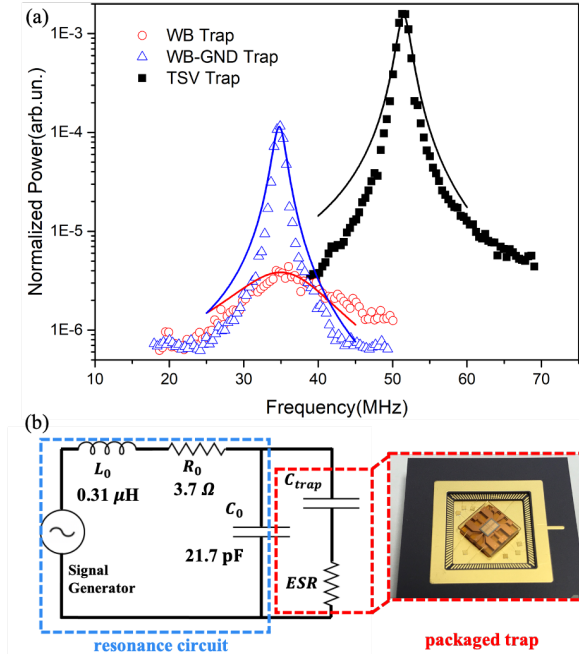 (a)
WB Trap
WB-GND Trap
TSV Trap
Normalized Power(arb.un.)
1E-3
1E-4
1E-5
1E-6
10 20 30 40 50 60 70
Frequency(MHz)
(b)
L₀
0.31 μH
R₀
3.7 Ω
C₀
21.7 pF
C_trap
ESR
Signal
Generator
resonance circuit
packaged trap